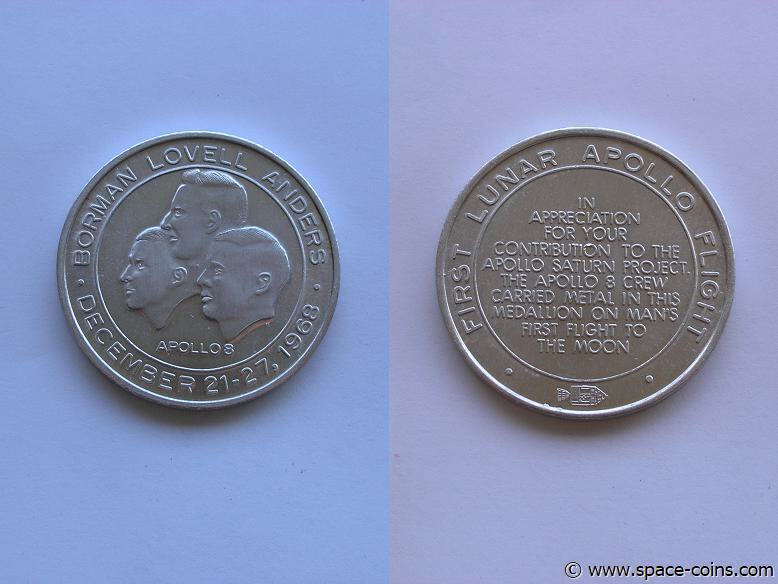 BORMAN LOVELL ANDERS
APOLLO 8
DECEMBER 21-27, 1968
FIRST LUNAR APOLLO FLIGHT
IN
APPRECIATION
FOR YOUR
CONTRIBUTION TO THE
APOLLO SATURN PROJECT.
THE APOLLO 8 CREW
CARRIED METAL IN THIS
MEDALLION ON MAN'S
FIRST FLIGHT TO
THE MOON
© www.space-coins.com